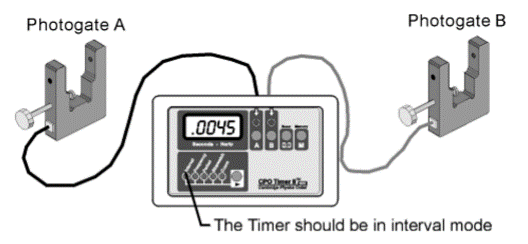 Photogate A
Photogate B
.0045
Seconds - Hertz
A B
M
CPO Timer
The Timer should be in interval mode